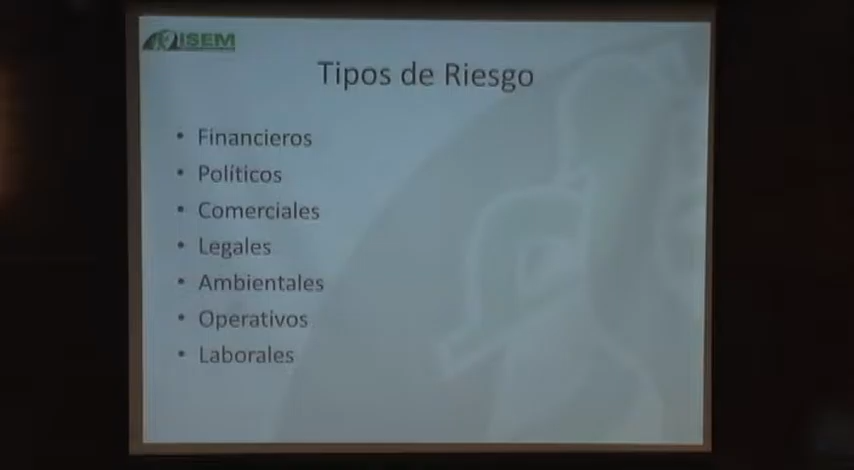 ISEM
Tipos de Riesgo
• Financieros
• Políticos
• Comerciales
• Legales
• Ambientales
• Operativos
• Laborales